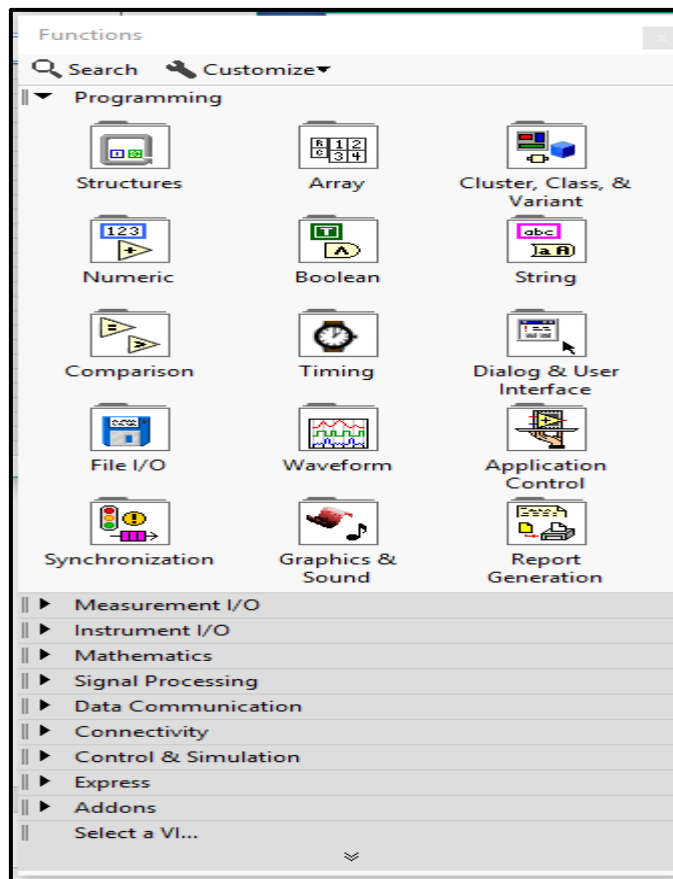 Functions
Search Customize
Programming
Structures Array Cluster, Class, &
Variant
123
abc
Numeric Boolean String
Comparison Timing Dialog & User
Interface
File I/O Waveform Application
Control
Synchronization Graphics & Report
Sound Generation
Measurement I/O
Instrument I/O
Mathematics
Signal Processing
Data Communication
Connectivity
Control & Simulation
Express
Addons
Select a VI...